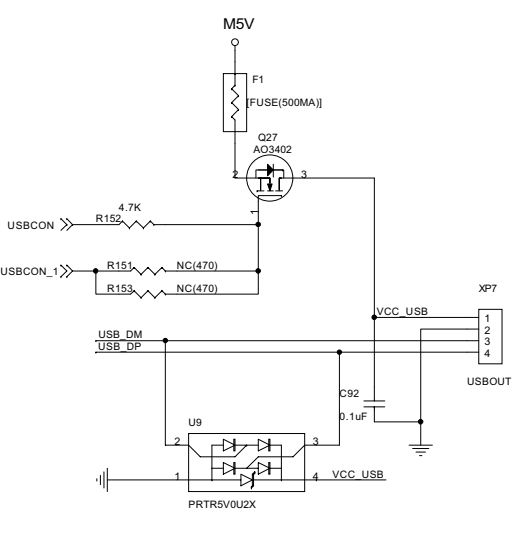 M5V
F1
[FUSE(500MA)]
Q27
AO3402
2 3
1
4.7K
USBCON R152
R151 NC(470)
USBCON_1
R153 NC(470)
XP7
VCC_USB
1
2
3
4
USB_DM
USB_DP
USBOUT
C92
0.1uF
U9
2 3
1 4 VCC_USB
PRTR5V0U2X